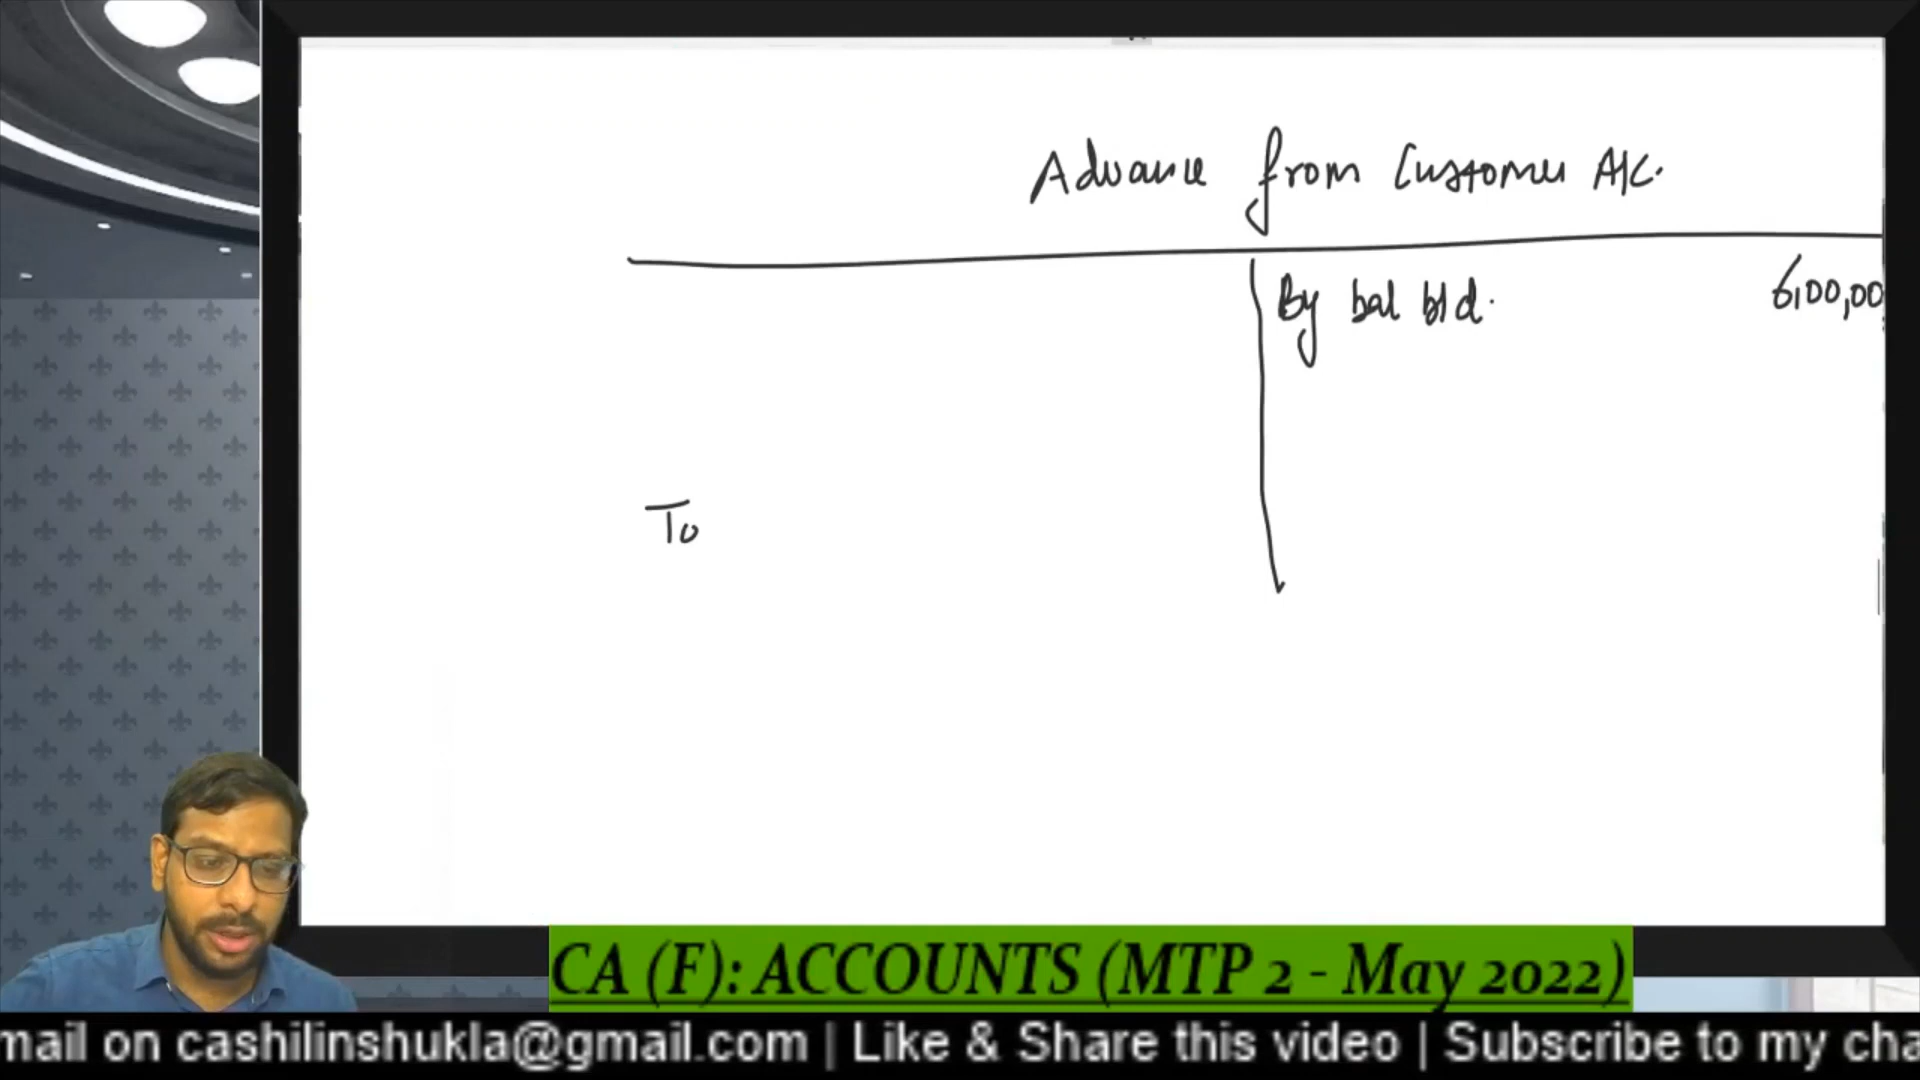 Advance from Customer A/C.
By bal b/d. 6,00,00
To
CA (F): ACCOUNTS (MTP 2 - May 2022)
mail on cashilinshukla@gmail.com | Like & Share this video | Subscribe to my cha